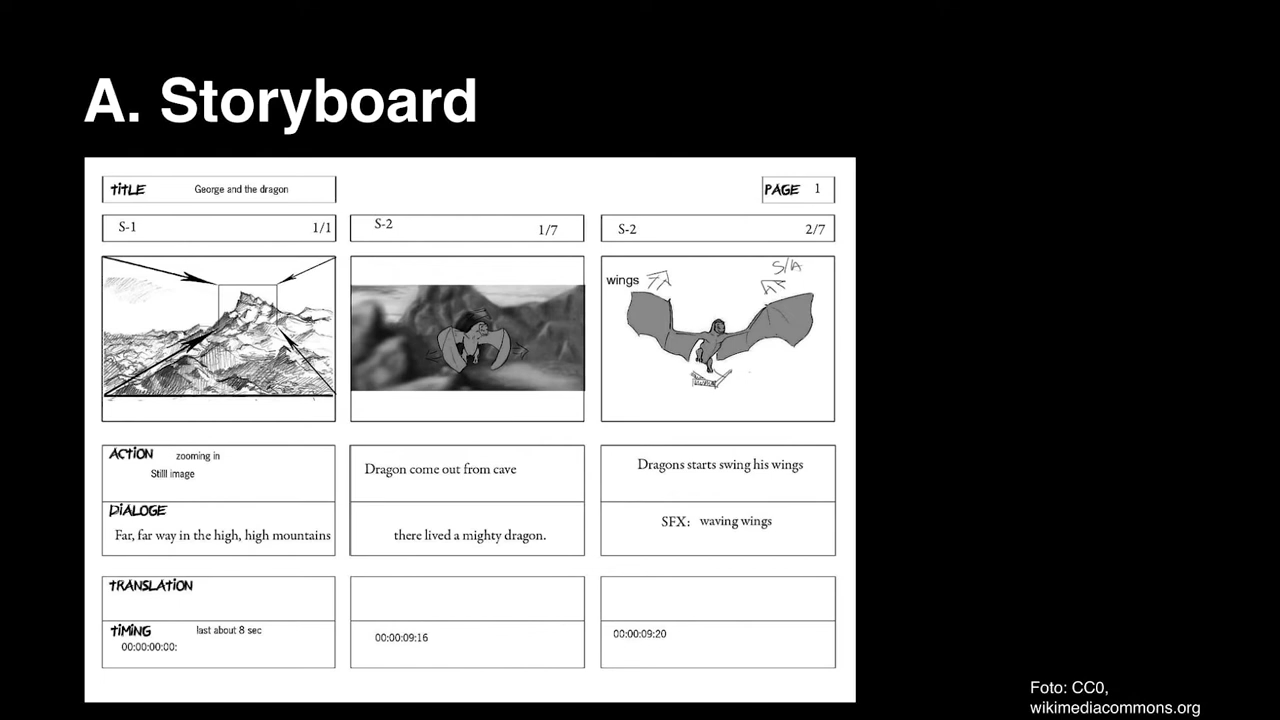 A. Storyboard
TITLE George and the dragon
PAGE 1
S-1 1/1
S-2 1/7
S-2 2/7
wings
S/A
ACTION zooming in
Stilll image
Dragon come out from cave
Dragons starts swing his wings
DIALOGE
Far, far way in the high, high mountains
there lived a mighty dragon.
SFX: waving wings
TRANSLATION
TIMING last about 8 sec
00:00:00:00:
00:00:09:16
00:00:09:20
Foto: CC0,
wikimediacommons.org